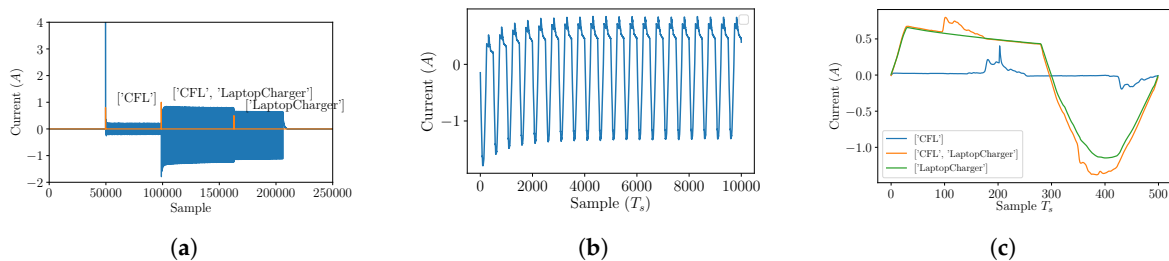 4
3
2
1
0
−1
−2
Current (A)
['CFL']
['CFL', 'LaptopCharger']
['LaptopCharger']
0 50000 100000 150000 200000 250000
Sample
(a)
0
−1
Current (A)
0 2000 4000 6000 8000 10000
Sample (T_s)
(b)
0.5
0.0
−0.5
−1.0
Current (A)
['CFL']
['CFL', 'LaptopCharger']
['LaptopCharger']
0 100 200 300 400 500
Sample T_s
(c)